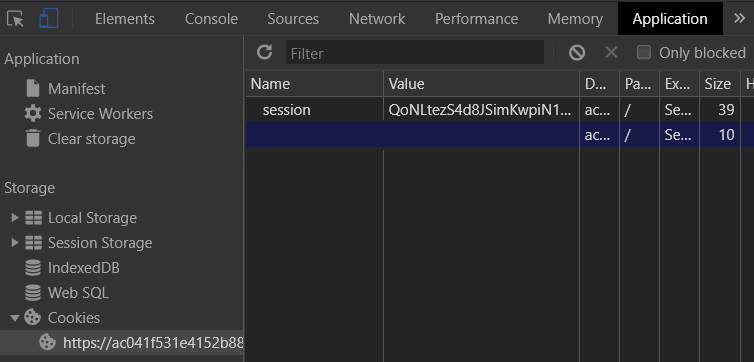 Elements Console Sources Network Performance Memory Application »
Application
Manifest
Service Workers
Clear storage
Storage
Local Storage
Session Storage
IndexedDB
Web SQL
Cookies
https://ac041f531e4152b88
Filter Only blocked
Name Value D... Pa... Ex... Size H
session QoNLtezS4d8JSimKwpiN1... ac... / Se... 39
ac... / Se... 10